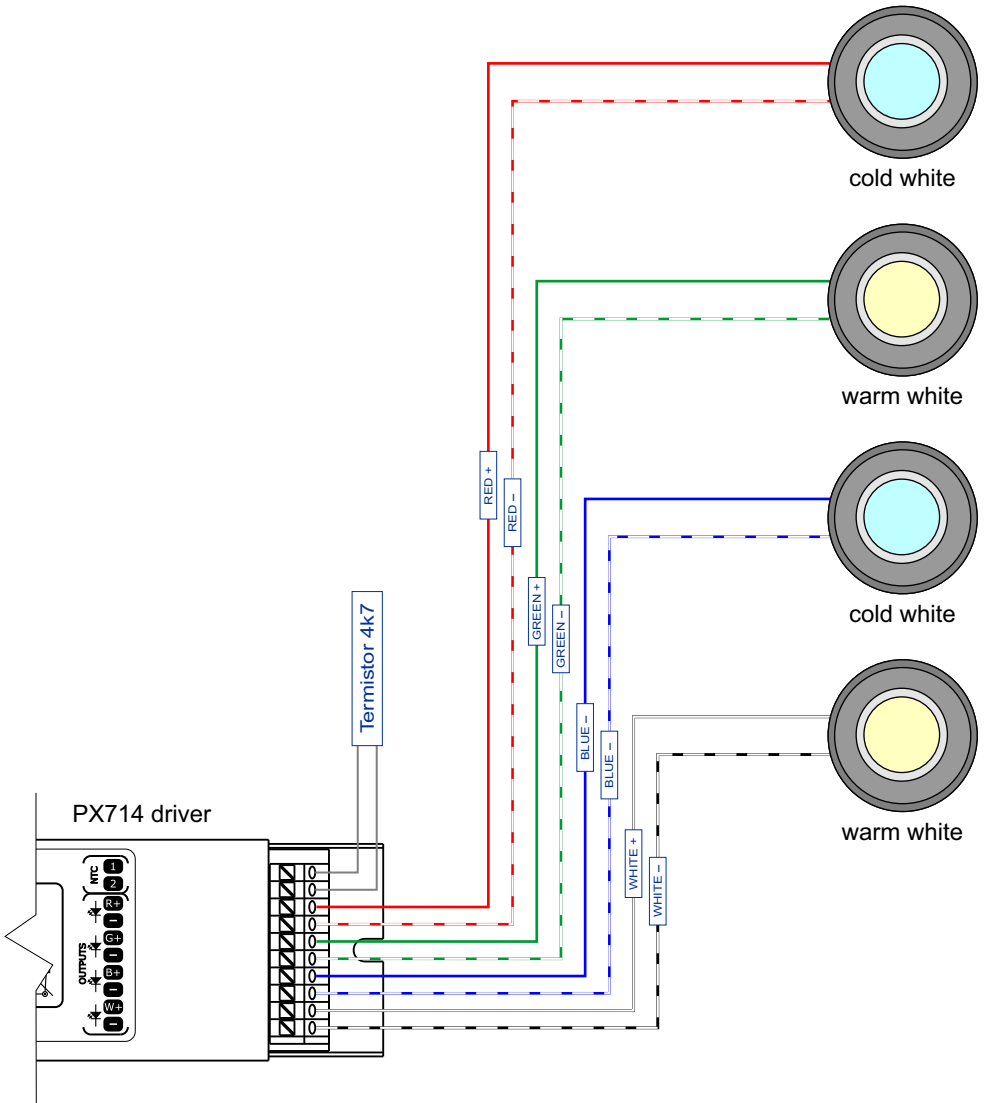 cold white
warm white
RED +
RED –
cold white
GREEN +
GREEN –
Termistor 4k7
BLUE –
BLUE –
warm white
PX714 driver
WHITE +
WHITE –
NTC
1
2
OUTPUTS
R+
–
G+
–
B+
–
W+
–